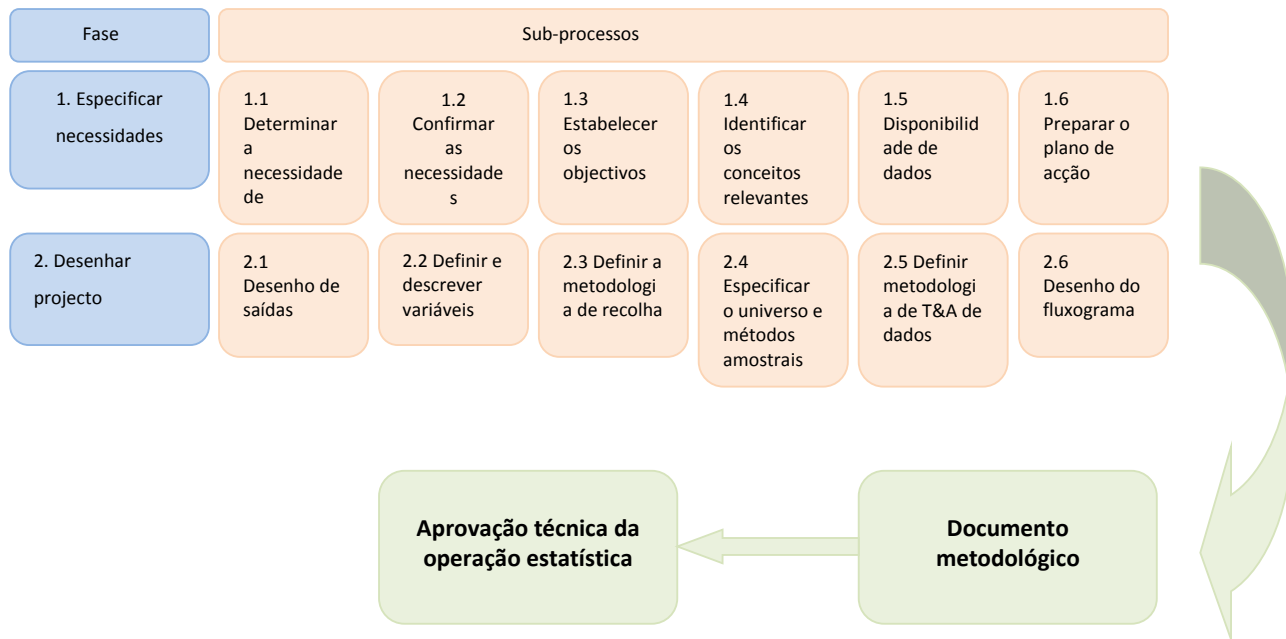 Fase
Sub-processos
1. Especificar
necessidades
1.1
Determinar
a
necessidade
de
1.2
Confirmar
as
necessidade
s
1.3
Estabelecer
os
objectivos
1.4
Identificar
os
conceitos
relevantes
1.5
Disponibilid
ade de
dados
1.6
Preparar o
plano de
acção
2. Desenhar
projecto
2.1
Desenho de
saídas
2.2 Definir e
descrever
variáveis
2.3 Definir a
metodologi
a de recolha
2.4
Especificar
o universo e
métodos
amostrais
2.5 Definir
metodologi
a de T&A de
dados
2.6
Desenho do
fluxograma
Aprovação técnica da
operação estatística
Documento
metodológico